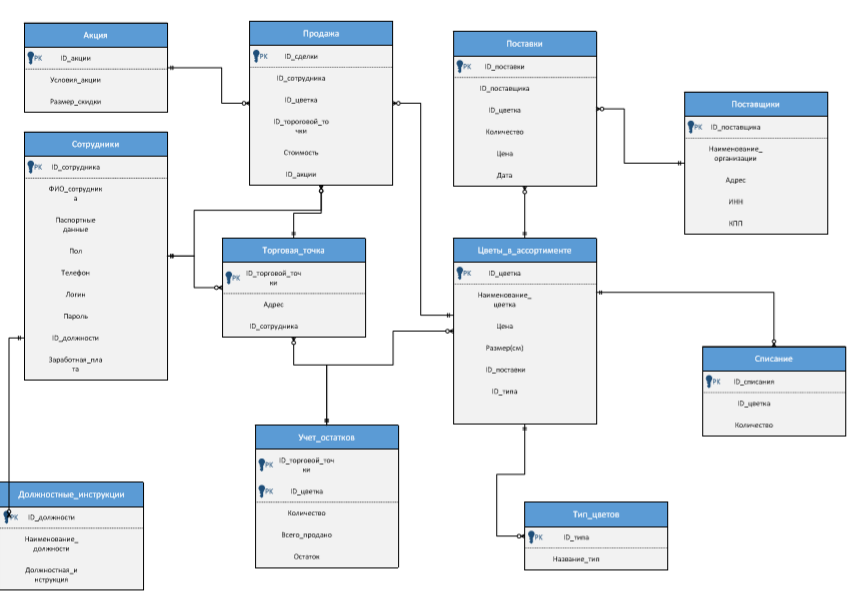 Акция
PK ID_акции
Условия_акции
Размер_скидки
Продажа
PK ID_сделки
ID_сотрудника
ID_цветка
ID_тороговой_то
чки
Стоимость
ID_акции
Поставки
PK ID_поставки
ID_поставщика
ID_цветка
Количество
Цена
Дата
Поставщики
PK ID_поставщика
Наименование_
организации
Адрес
ИНН
КПП
Сотрудники
PK ID_сотрудника
ФИО_сотрудник
а
Паспортные
данные
Пол
Телефон
Логин
Пароль
ID_должности
Заработная_пла
та
Торговая_точка
PK ID_торговой_точ
ки
Адрес
ID_сотрудника
Цветы_в_ассортименте
PK ID_цветка
Наименование_
цветка
Цена
Размер(см)
ID_поставки
ID_типа
Списание
PK ID_списания
ID_цветка
Количество
Учет_остатков
PK ID_торговой_точ
ки
PK ID_цветка
Количество
Всего_продано
Остаток
Должностные_инструкции
PK ID_должности
Наименование_
должности
Должностная_и
нструкция
Тип_цветов
PK ID_типа
Название_тип